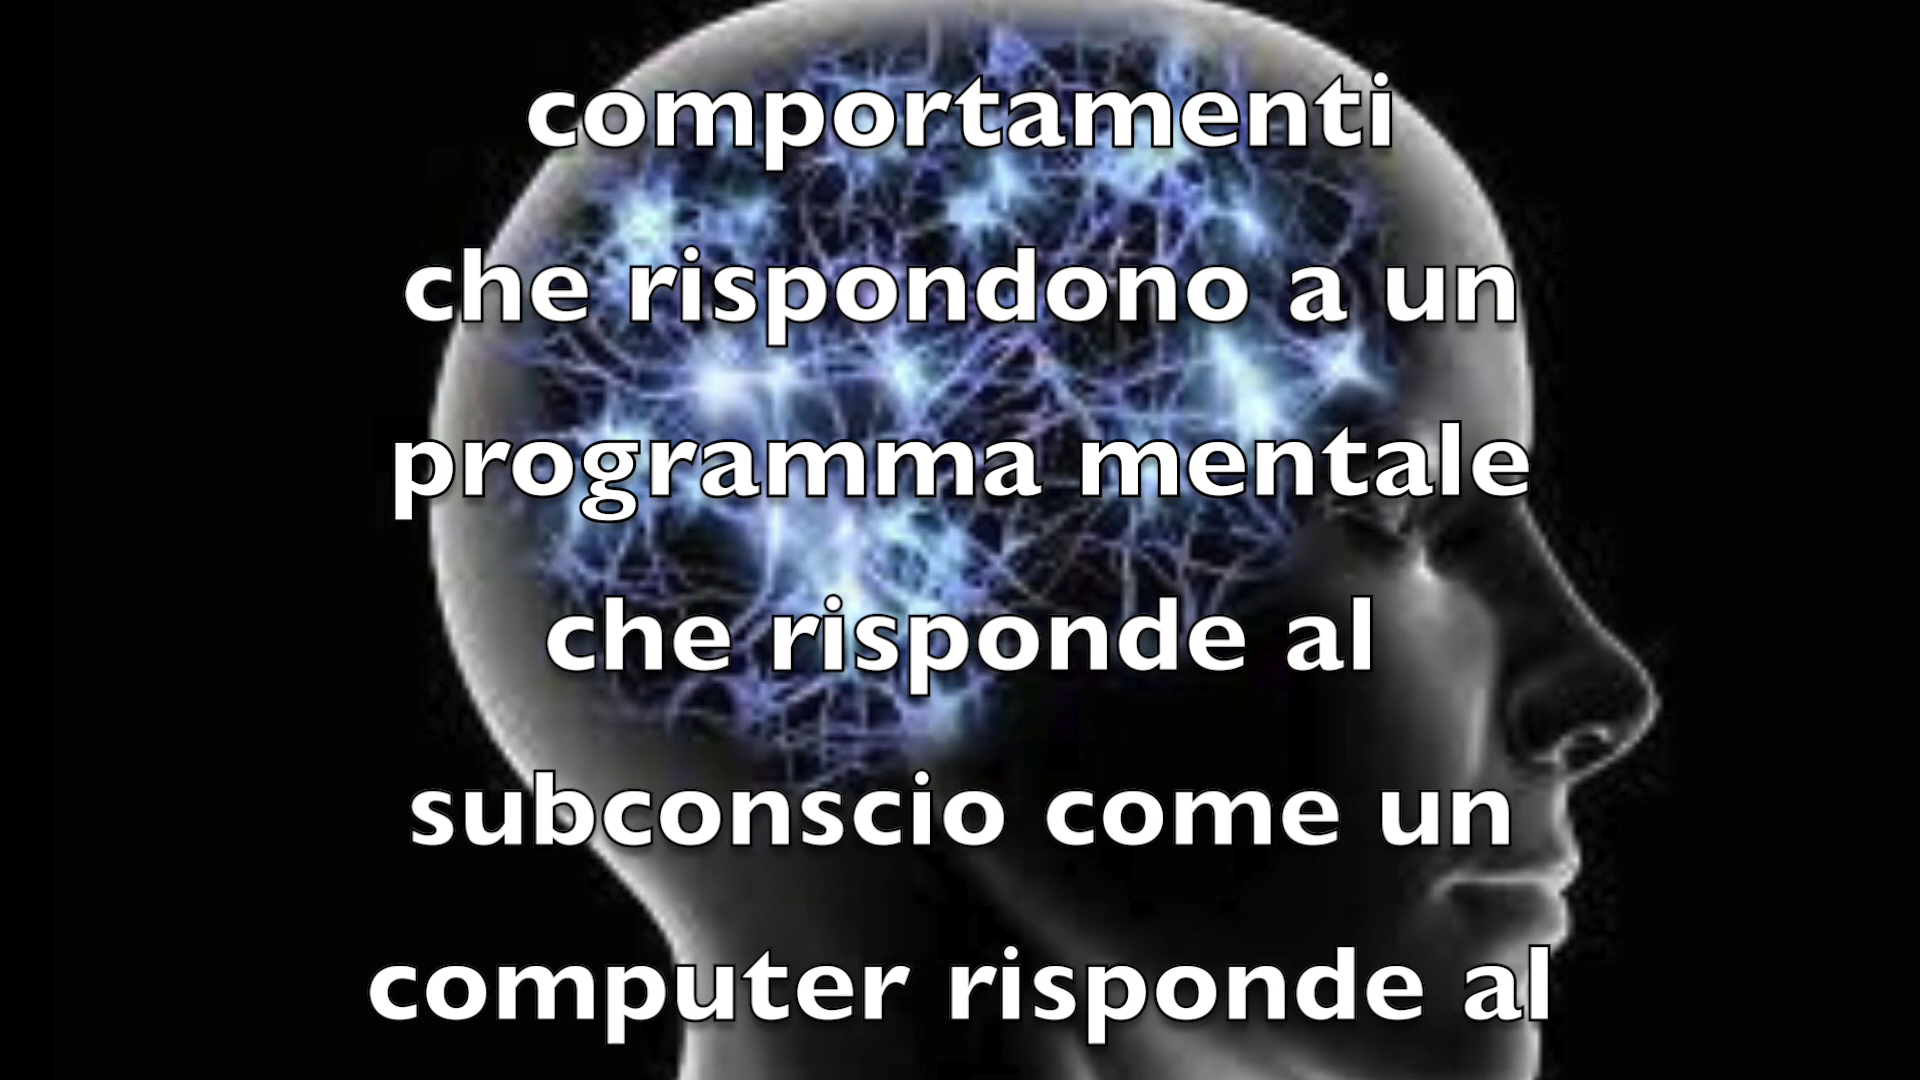 comportamenti
che rispondono a un
programma mentale
che risponde al
subconscio come un
computer risponde al